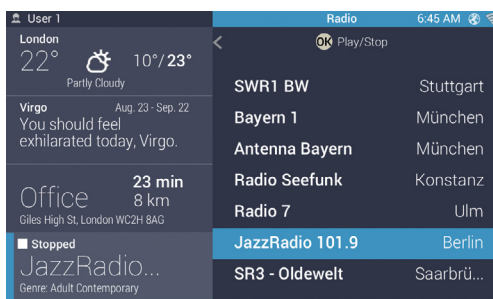 User 1
Radio
6:45 AM
London
22°
10°/23°
Partly Cloudy
Virgo
Aug. 23 - Sep. 22
You should feel
exhilarated today, Virgo.
Office
23 min
8 km
Giles High St, London WC2H 8AG
Stopped
JazzRadio...
Genre: Adult Contemporary
< OK Play/Stop
SWR1 BW Stuttgart
Bayern 1 München
Antenna Bayern München
Radio Seefunk Konstanz
Radio 7 Ulm
JazzRadio 101.9 Berlin
SR3 - Oldewelt Saarbrü...